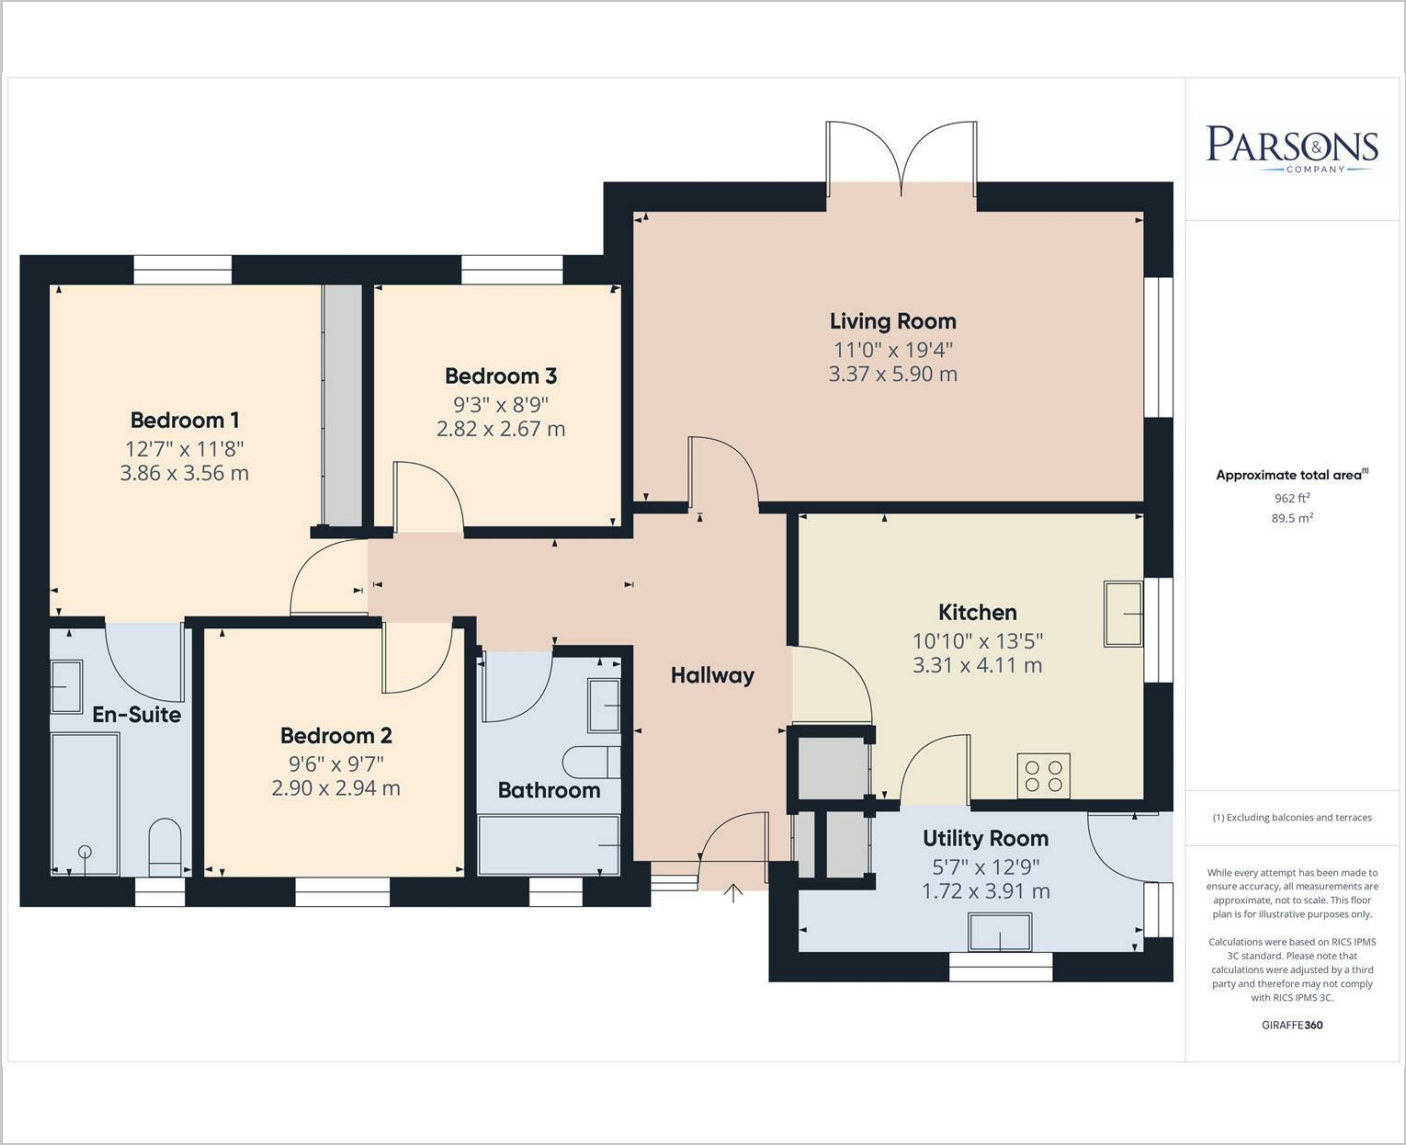 PARSONS
&
COMPANY
Living Room
11'0" x 19'4"
3.37 x 5.90 m
Bedroom 3
9'3" x 8'9"
2.82 x 2.67 m
Bedroom 1
12'7" x 11'8"
3.86 x 3.56 m
Approximate total area(1)
962 ft²
89.5 m²
Kitchen
10'10" x 13'5"
3.31 x 4.11 m
Hallway
En-Suite
Bedroom 2
9'6" x 9'7"
2.90 x 2.94 m
Bathroom
Utility Room
5'7" x 12'9"
1.72 x 3.91 m
(1) Excluding balconies and terraces
While every attempt has been made to
ensure accuracy, all measurements are
approximate, not to scale. This floor
plan is for illustrative purposes only.
Calculations were based on RICS IPMS
3C standard. Please note that
calculations were adjusted by a third
party and therefore may not comply
with RICS IPMS 3C.
GIRAFFE360